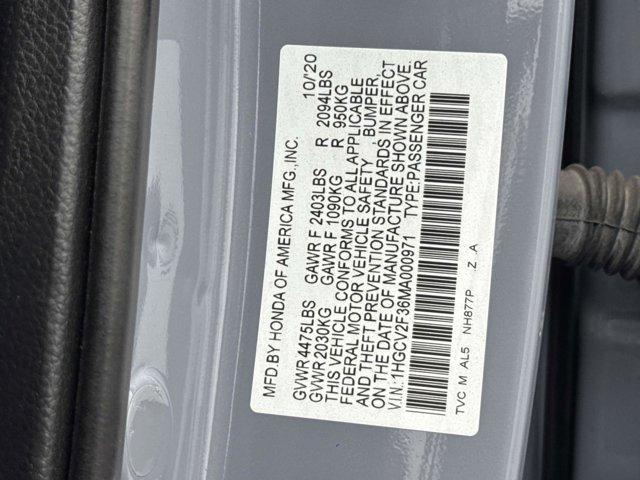 MFD.BY HONDA OF AMERICA MFG.,INC. 10/20
GVWR 4475LBS GAWR F 2403LBS R 2094LBS
GVWR 2030KG GAWR F 1090KG R 950KG
THIS VEHICLE CONFORMS TO ALL APPLICABLE
FEDERAL MOTOR VEHICLE SAFETY , BUMPER,
AND THEFT PREVENTION STANDARDS IN EFFECT
ON THE DATE OF MANUFACTURE SHOWN ABOVE.
V.I.N.:1HGCV2F36MA000971 TYPE:PASSENGER CAR
TVC M AL5 NH877P Z A